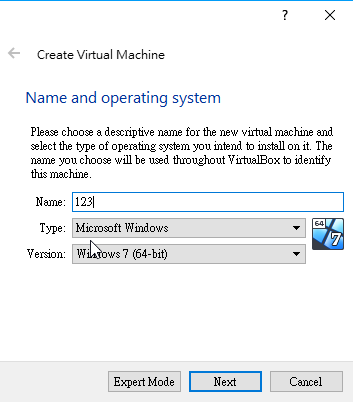 ?
Create Virtual Machine
Name and operating system
Please choose a descriptive name for the new virtual machine and
select the type of operating system you intend to install on it. The
name you choose will be used throughout VirtualBox to identify
this machine.
Name: 123
Type: Microsoft Windows
64
7
Version: Windows 7 (64-bit)
Expert Mode Next Cancel